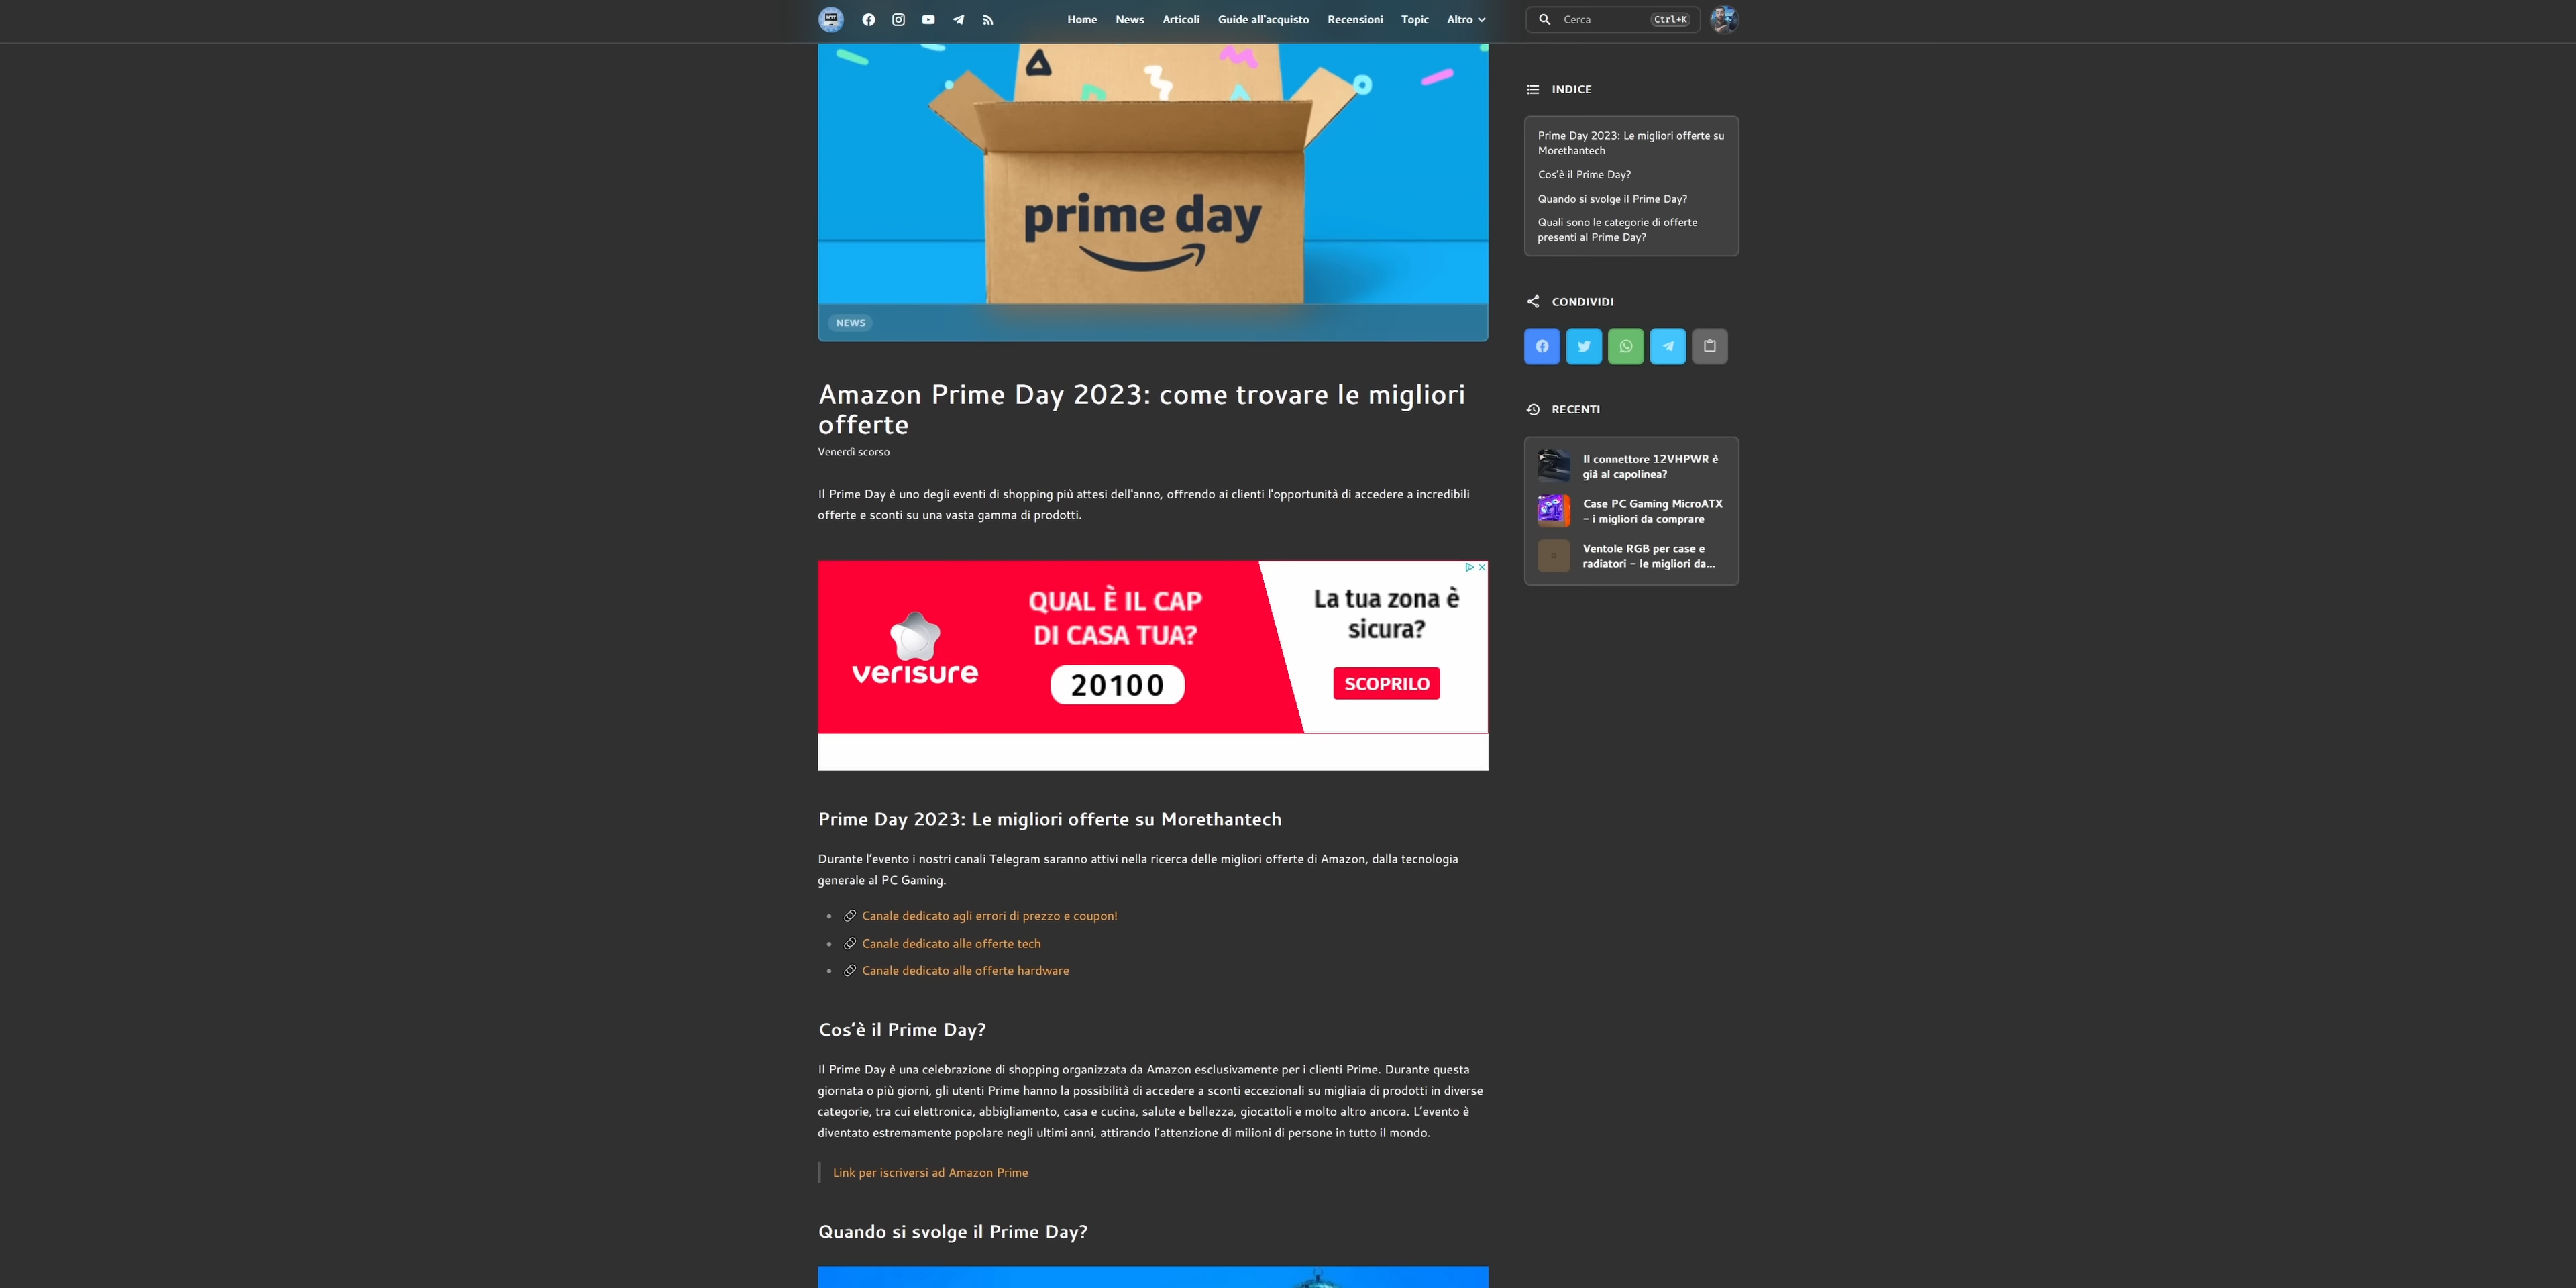 Home News Articoli Guide all'acquisto Recensioni Topic Altro Cerca Ctrl+K
prime day
NEWS
Amazon Prime Day 2023: come trovare le migliori
offerte
Venerdì scorso
Il Prime Day è uno degli eventi di shopping più attesi dell'anno, offrendo ai clienti l'opportunità di accedere a incredibili
offerte e sconti su una vasta gamma di prodotti.
verisure
QUAL È IL CAP
DI CASA TUA?
20100
La tua zona è
sicura?
SCOPRILO
Prime Day 2023: Le migliori offerte su Morethantech
Durante l'evento i nostri canali Telegram saranno attivi nella ricerca delle migliori offerte di Amazon, dalla tecnologia
generale al PC Gaming.
Canale dedicato agli errori di prezzo e coupon!
Canale dedicato alle offerte tech
Canale dedicato alle offerte hardware
Cos'è il Prime Day?
Il Prime Day è una celebrazione di shopping organizzata da Amazon esclusivamente per i clienti Prime. Durante questa
giornata o più giorni, gli utenti Prime hanno la possibilità di accedere a sconti eccezionali su migliaia di prodotti in diverse
categorie, tra cui elettronica, abbigliamento, casa e cucina, salute e bellezza, giocattoli e molto altro ancora. L'evento è
diventato estremamente popolare negli ultimi anni, attirando l'attenzione di milioni di persone in tutto il mondo.
Link per iscriversi ad Amazon Prime
Quando si svolge il Prime Day?
INDICE
Prime Day 2023: Le migliori offerte su
Morethantech
Cos'è il Prime Day?
Quando si svolge il Prime Day?
Quali sono le categorie di offerte
presenti al Prime Day?
CONDIVIDI
RECENTI
Il connettore 12VHPWR è
già al capolinea?
Case PC Gaming MicroATX
– i migliori da comprare
Ventole RGB per case e
radiatori – le migliori da...